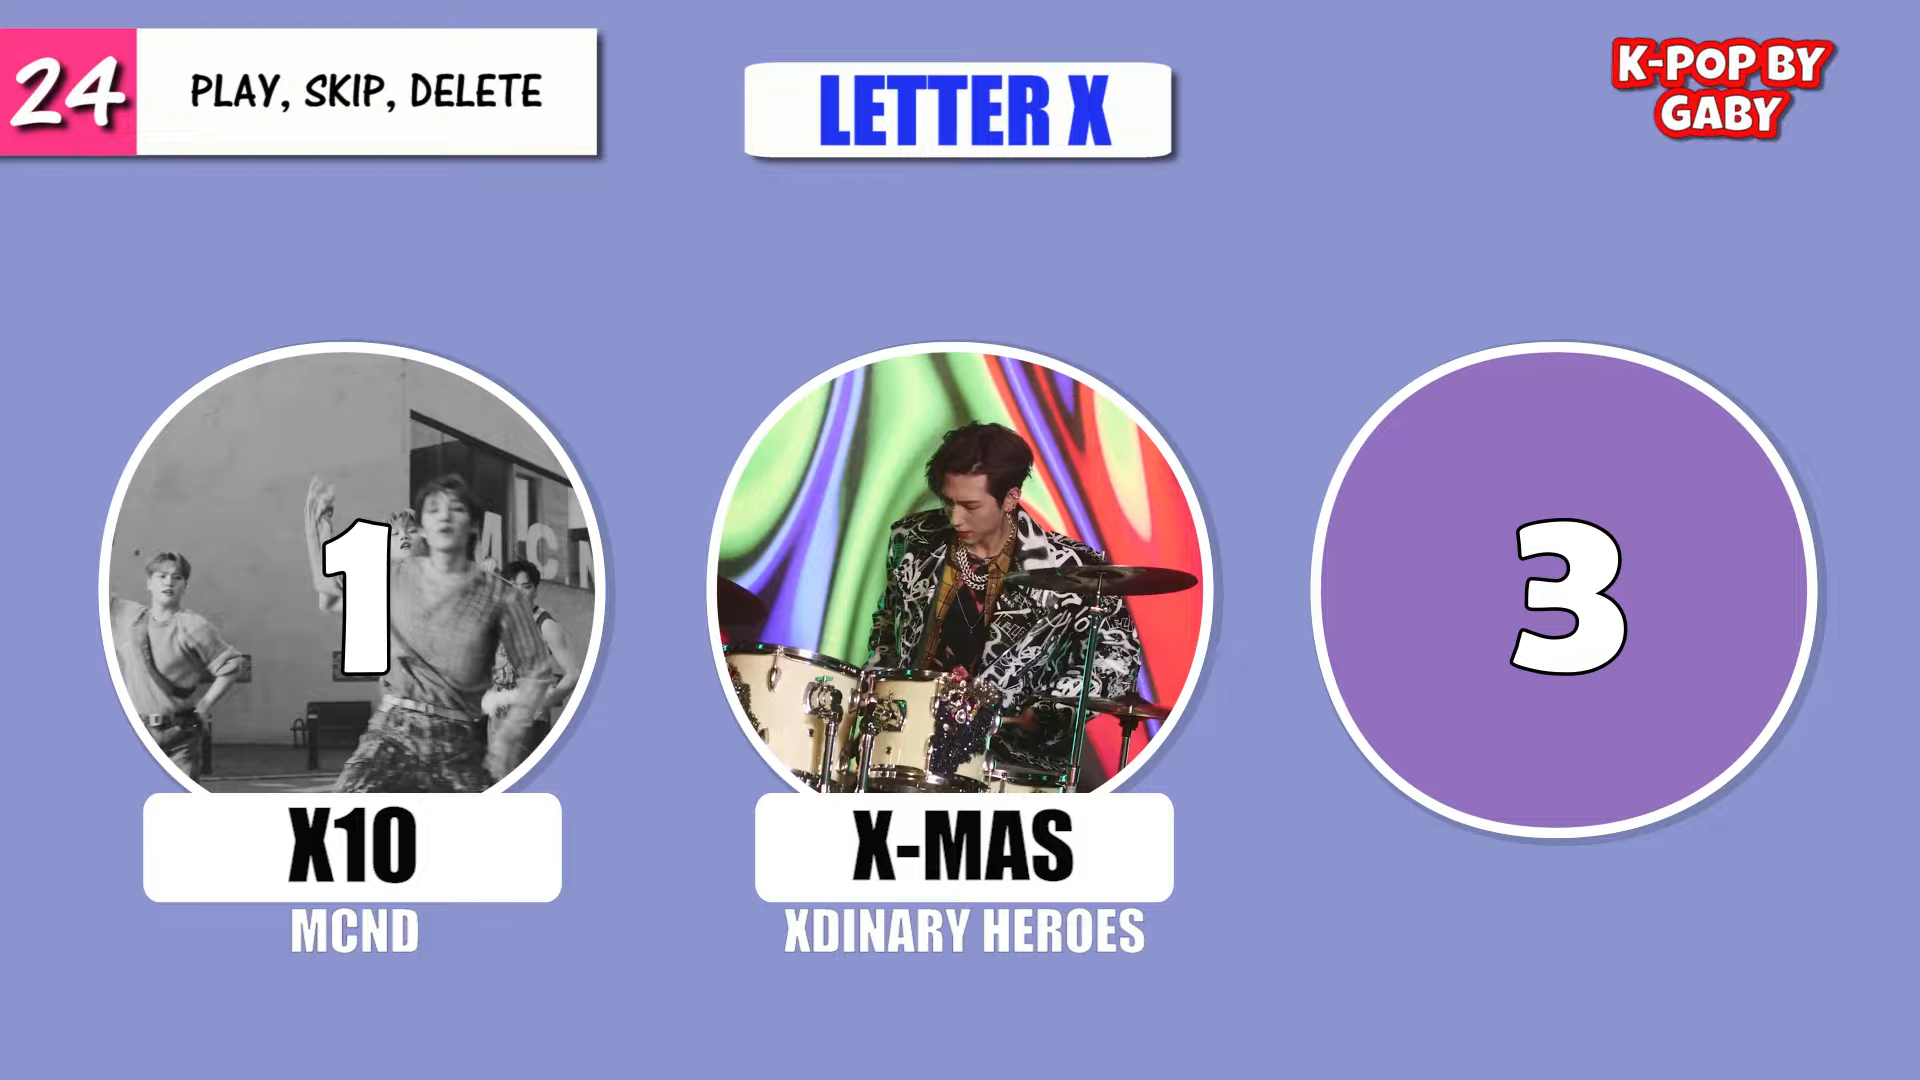 24
PLAY, SKIP, DELETE
LETTER X
K-POP BY
GABY
1
3
X10
MCND
X-MAS
XDINARY HEROES